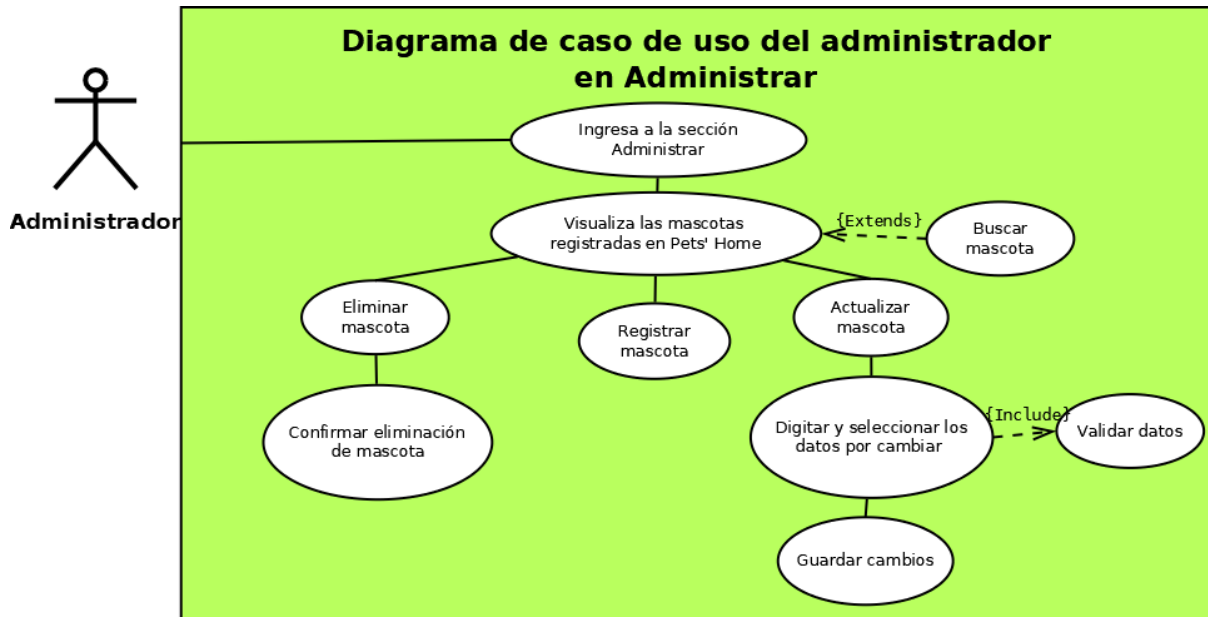 Diagrama de caso de uso del administrador
en Administrar
Administrador
Ingresa a la sección
Administrar
Visualiza las mascotas
registradas en Pets' Home
{Extends}
Buscar
mascota
Eliminar
mascota
Registrar
mascota
Actualizar
mascota
Confirmar eliminación
de mascota
Digitar y seleccionar los
datos por cambiar
{Include}
Validar datos
Guardar cambios